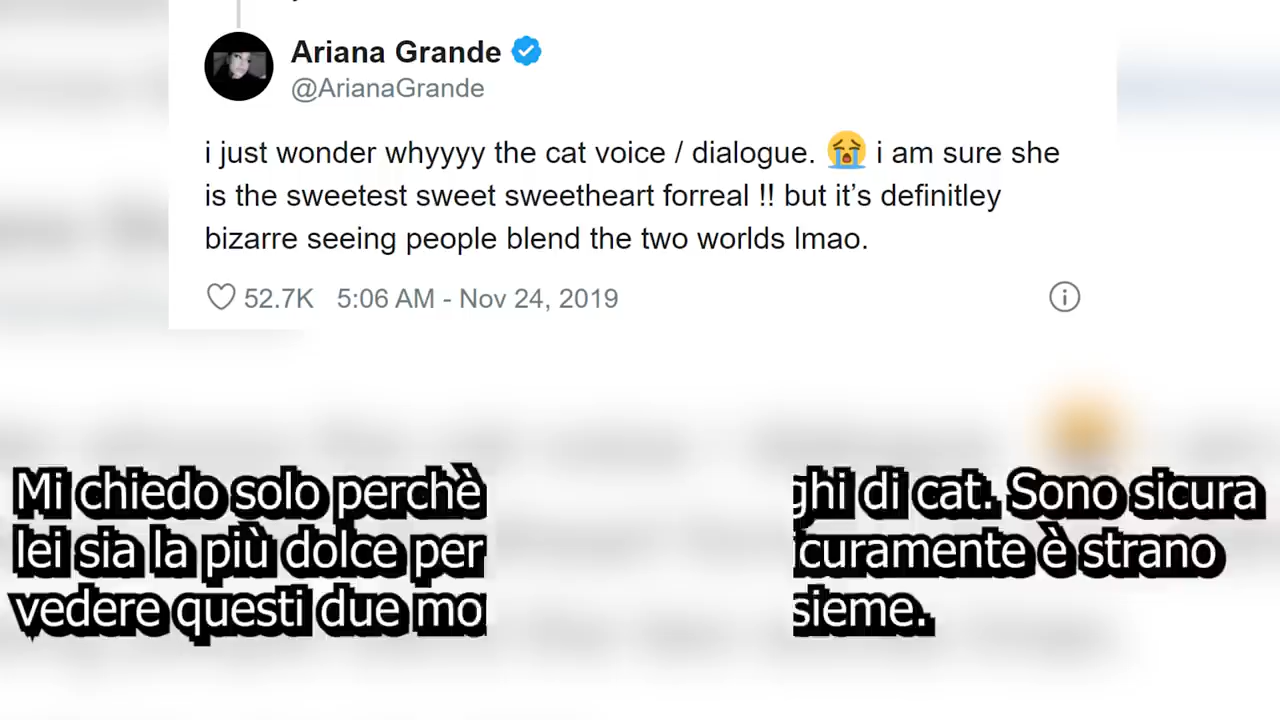 Ariana Grande
@ArianaGrande
i just wonder whyyyy the cat voice / dialogue. 😭 i am sure she
is the sweetest sweet sweetheart forreal !! but it’s definitley
bizarre seeing people blend the two worlds lmao.
52.7K 5:06 AM - Nov 24, 2019
Mi chiedo solo perchè ghi di cat. Sono sicura
lei sia la più dolce per icuramente è strano
vedere questi due mo sieme.